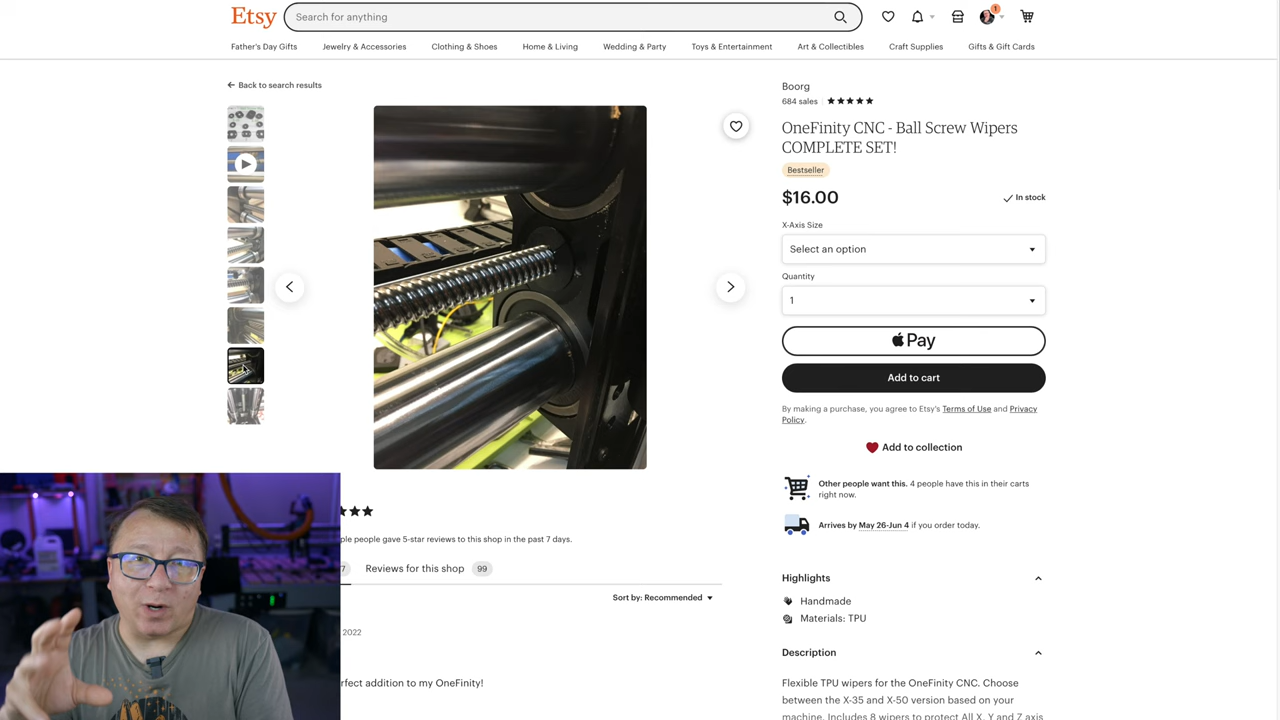 Etsy
Search for anything
1
Father's Day Gifts
Jewelry & Accessories
Clothing & Shoes
Home & Living
Wedding & Party
Toys & Entertainment
Art & Collectibles
Craft Supplies
Gifts & Gift Cards
Back to search results
Boorg
684 sales
OneFinity CNC - Ball Screw Wipers
COMPLETE SET!
Bestseller
$16.00
In stock
X-Axis Size
Select an option
Quantity
1
Pay
Add to cart
By making a purchase, you agree to Etsy's Terms of Use and Privacy
Policy.
Add to collection
Other people want this. 4 people have this in their carts
right now.
Arrives by May 26-Jun 4 if you order today.
Highlights
Handmade
Materials: TPU
Description
Flexible TPU wipers for the OneFinity CNC. Choose
between the X-35 and X-50 version based on your
machine. Includes 8 wipers to protect All X, Y and Z axis
people gave 5-star reviews to this shop in the past 7 days.
7
Reviews for this shop 99
Sort by: Recommended
2022
addition to my OneFinity!